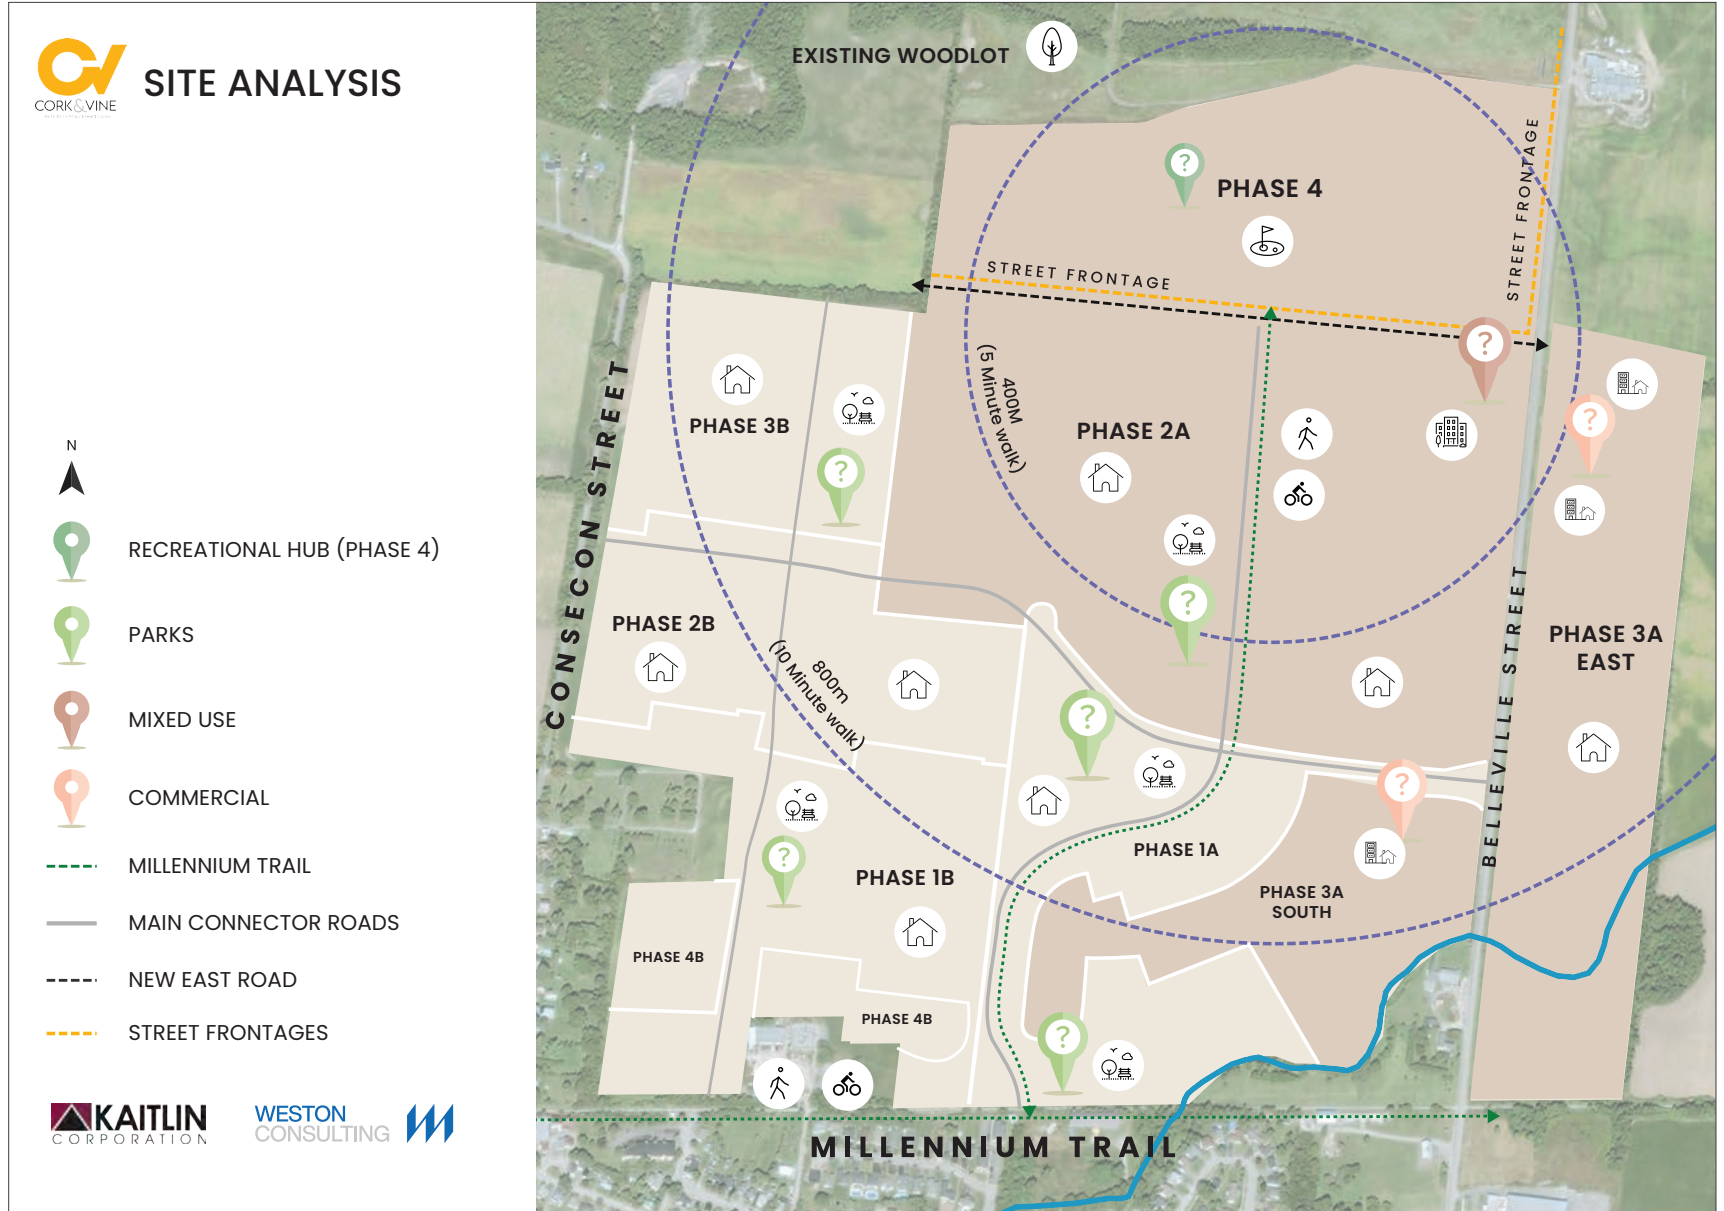 CORK&VINE
SITE ANALYSIS
N
RECREATIONAL HUB (PHASE 4)
PARKS
MIXED USE
COMMERCIAL
MILLENNIUM TRAIL
MAIN CONNECTOR ROADS
NEW EAST ROAD
STREET FRONTAGES
KAITLIN
CORPORATION
WESTON
CONSULTING
EXISTING WOODLOT
?
PHASE 4
STREET FRONTAGE
STREET FRONTAGE
?
?
400M
(5 Minute walk)
PHASE 3B
PHASE 2A
?
CONSECON STREET
?
PHASE 2B
PHASE 3A
EAST
800m
(10 Minute walk)
?
?
BELLEVILLE STREET
?
PHASE 1A
PHASE 1B
PHASE 3A
SOUTH
PHASE 4B
PHASE 4B
?
MILLENNIUM TRAIL